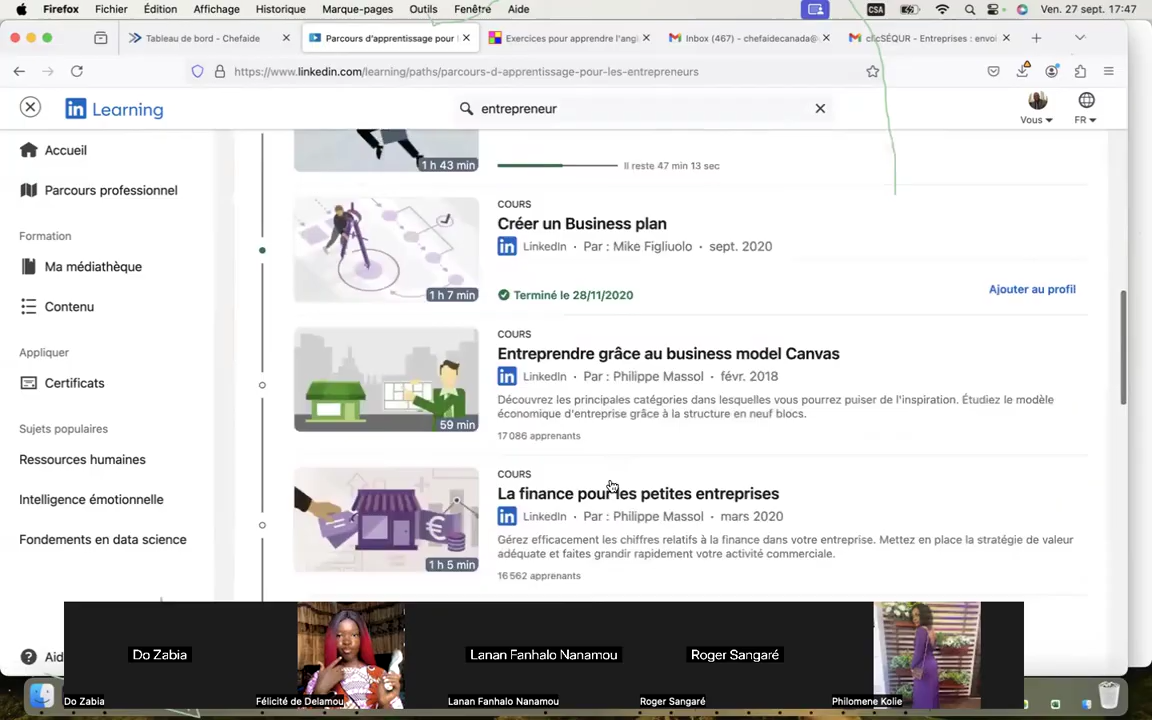 Firefox Fichier Édition Affichage Historique Marque-pages Outils Fenêtre Aide CSA Ven. 27 sept. 17:47
Tableau de bord - Chefaide
Parcours d'apprentissage pour l
Exercices pour apprendre l'angl
Inbox (467) - chefaidecanada@
clicSÉQUR - Entreprises : envoi
https://www.linkedin.com/learning/paths/parcours-d-apprentissage-pour-les-entrepreneurs
in Learning
entrepreneur
Vous
FR
Accueil
Parcours professionnel
Formation
Ma médiathèque
Contenu
Appliquer
Certificats
Sujets populaires
Ressources humaines
Intelligence émotionnelle
Fondements en data science
1 h 43 min
Il reste 47 min 13 sec
COURS
Créer un Business plan
in LinkedIn · Par : Mike Figliuolo · sept. 2020
1 h 7 min
Terminé le 28/11/2020
Ajouter au profil
COURS
Entreprendre grâce au business model Canvas
in LinkedIn · Par : Philippe Massol · févr. 2018
Découvrez les principales catégories dans lesquelles vous pourrez puiser de l'inspiration. Étudiez le modèle
économique d'entreprise grâce à la structure en neuf blocs.
59 min
17 086 apprenants
COURS
La finance pour les petites entreprises
in LinkedIn · Par : Philippe Massol · mars 2020
Gérez efficacement les chiffres relatifs à la finance dans votre entreprise. Mettez en place la stratégie de valeur
adéquate et faites grandir rapidement votre activité commerciale.
1 h 5 min
16 562 apprenants
Aid
Do Zabia
Lanan Fanhalo Nanamou
Roger Sangaré
Do Zabia
Félicité de Delamou
Lanan Fanhalo Nanamou
Roger Sangaré
Philomene Kolie